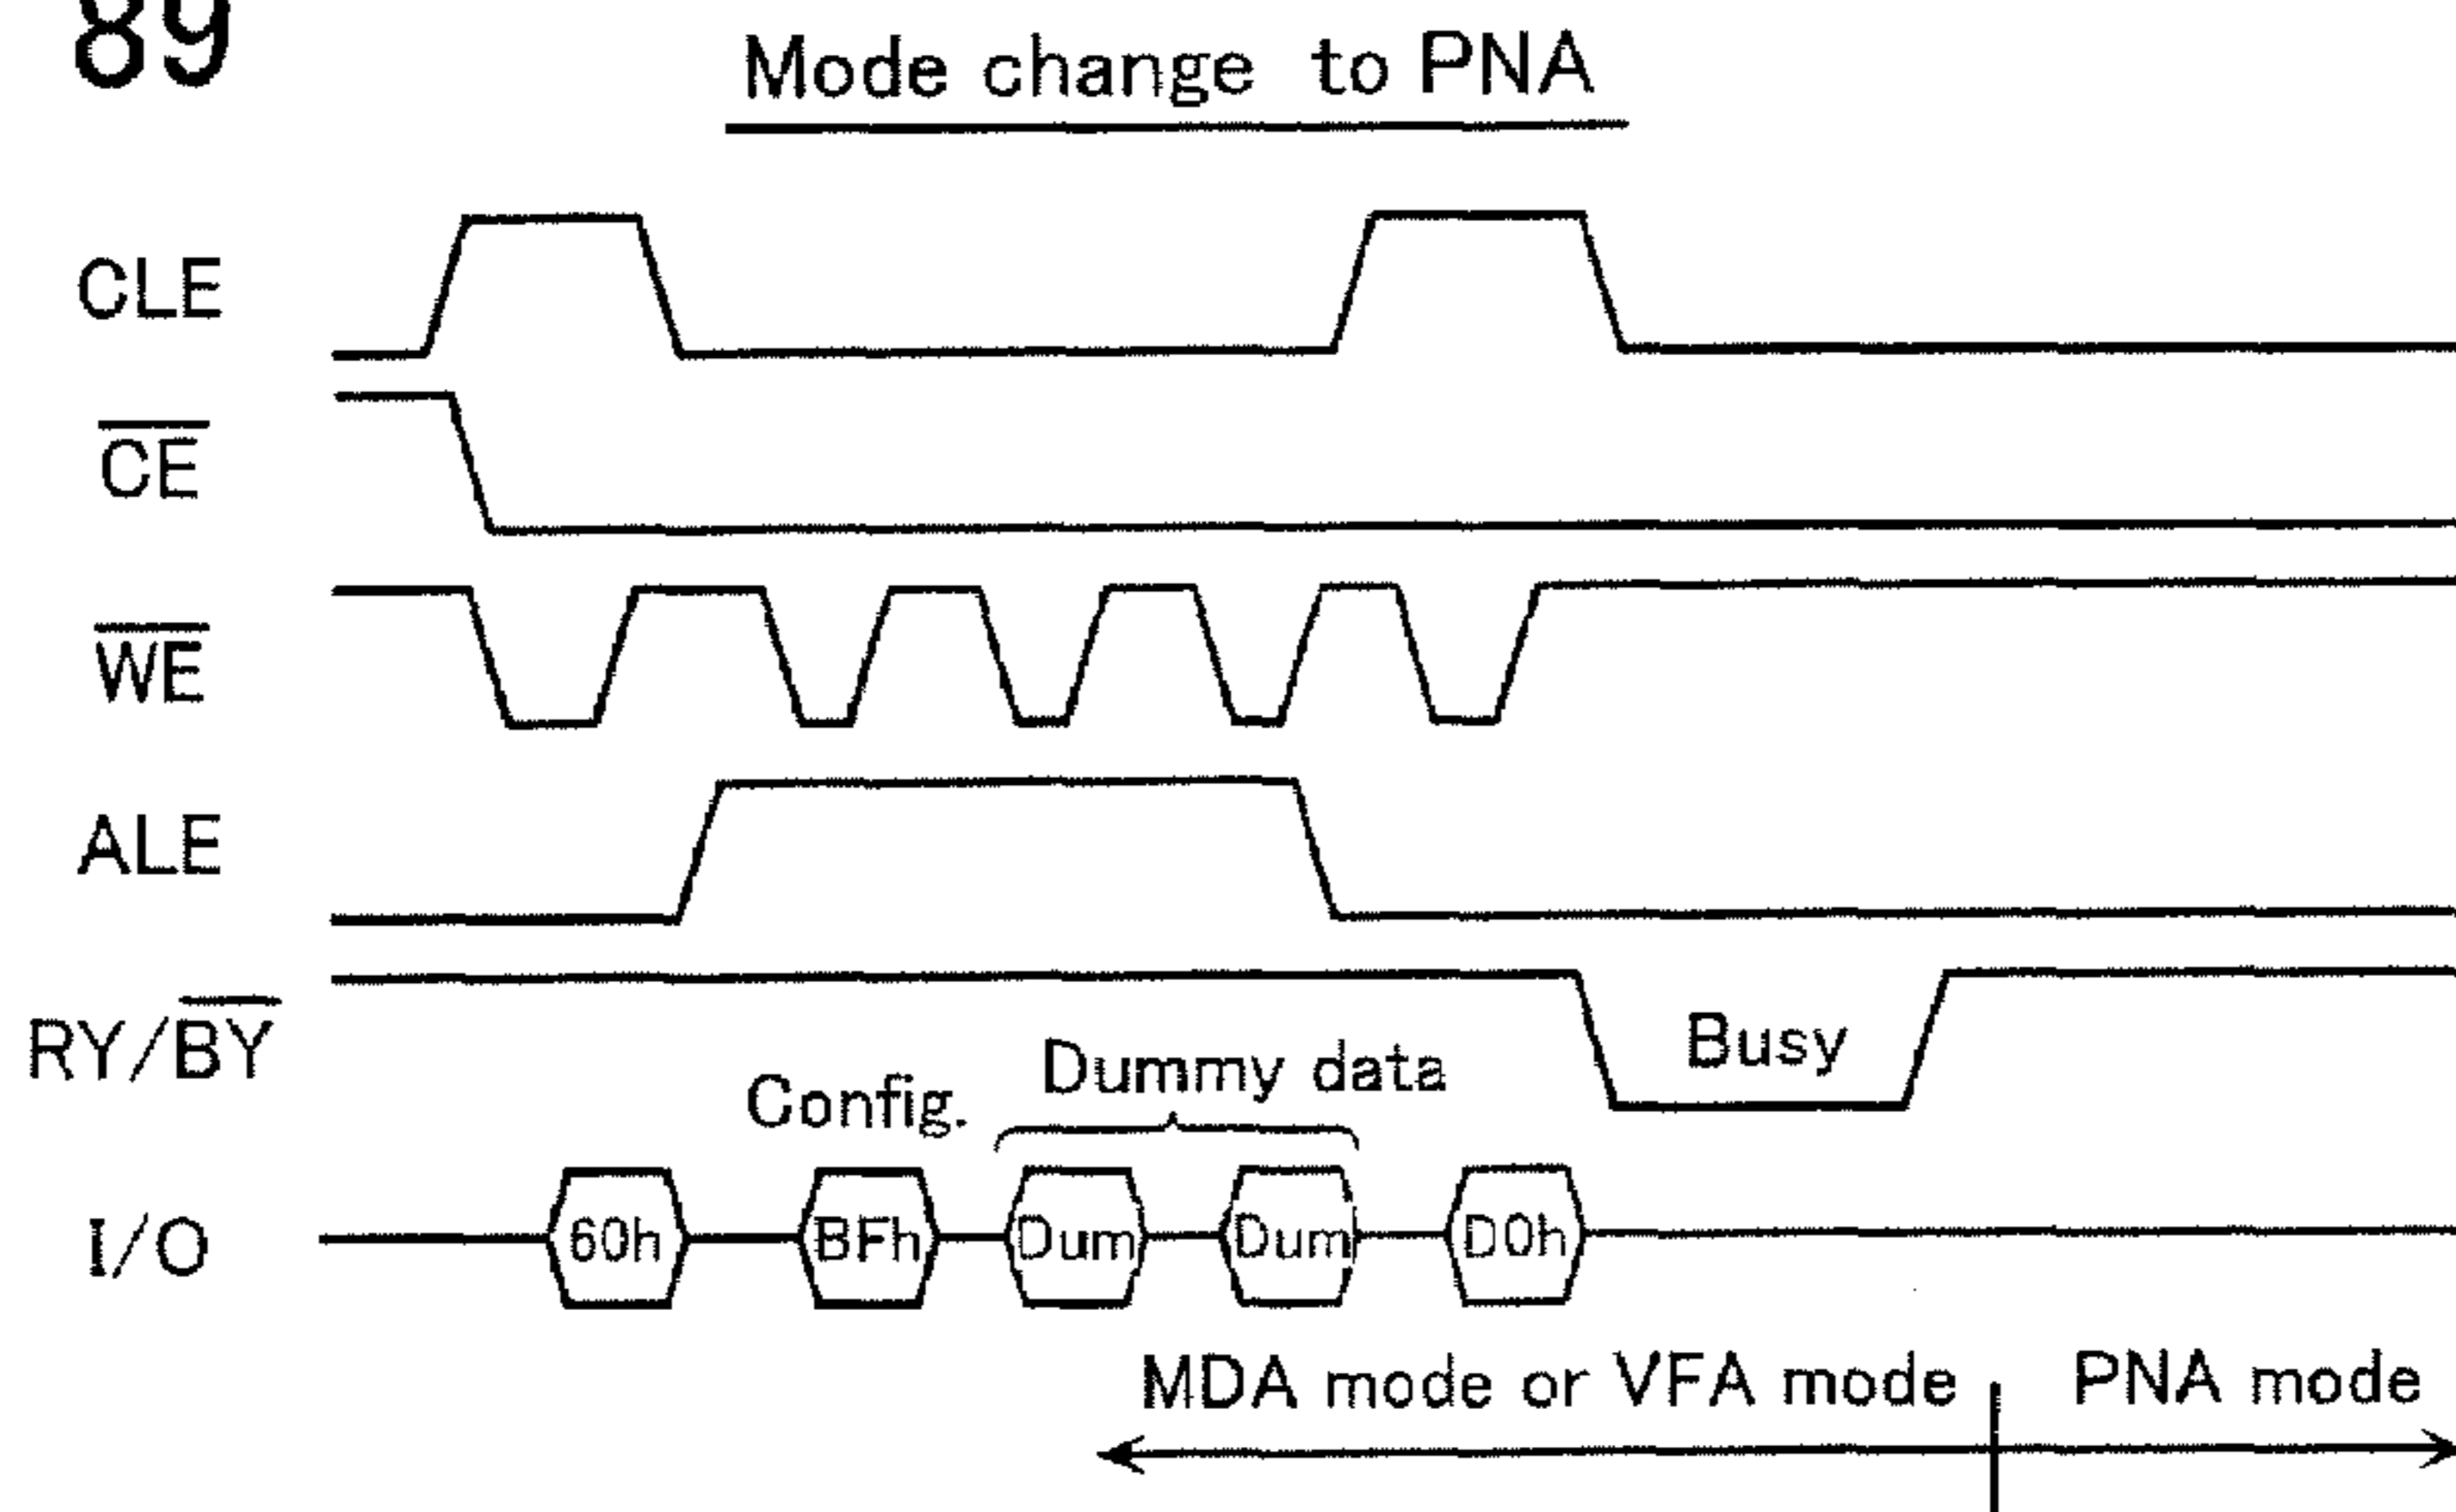 89
Mode change to PNA
CLE
CE
WE
ALE
RY/BY
Busy
Config.
Dummy data
I/O
60h BFh Dum Dum D0h
MDA mode or VFA mode PNA mode